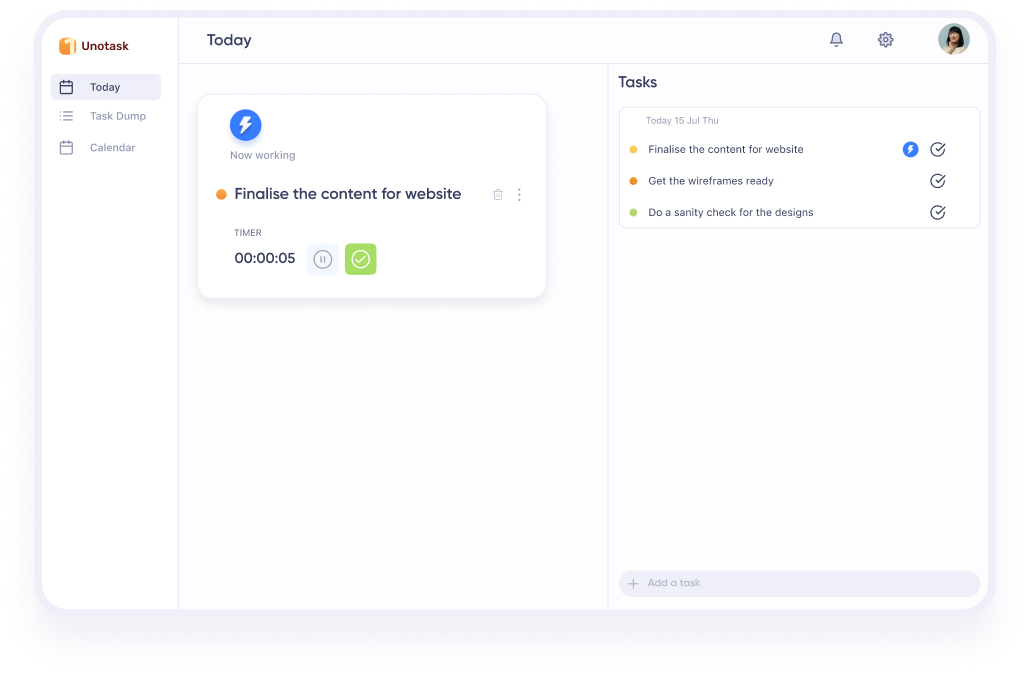 Unotask
Today
Today
Task Dump
Calendar
Now working
Finalise the content for website
TIMER
00:00:05
Tasks
Today 15 Jul Thu
Finalise the content for website
Get the wireframes ready
Do a sanity check for the designs
Add a task